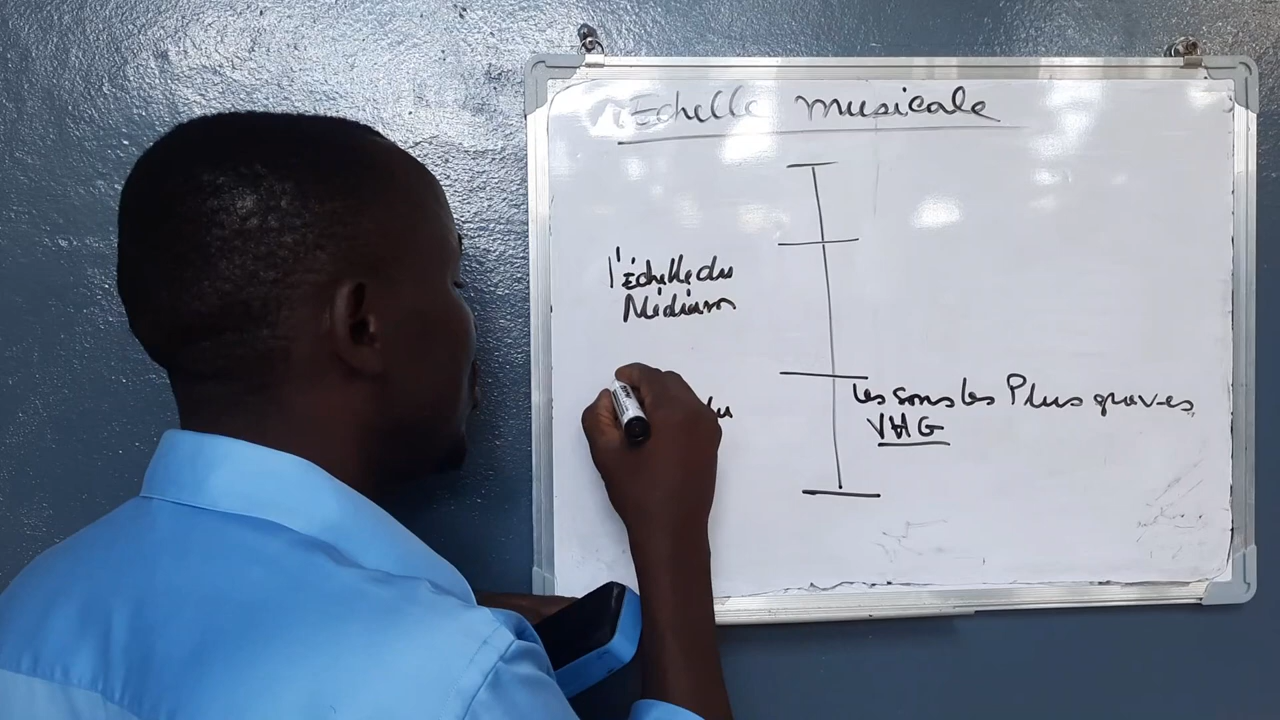 Echelle musicale
l'Échelle du
Médium
Les sons les Plus graves
VHG